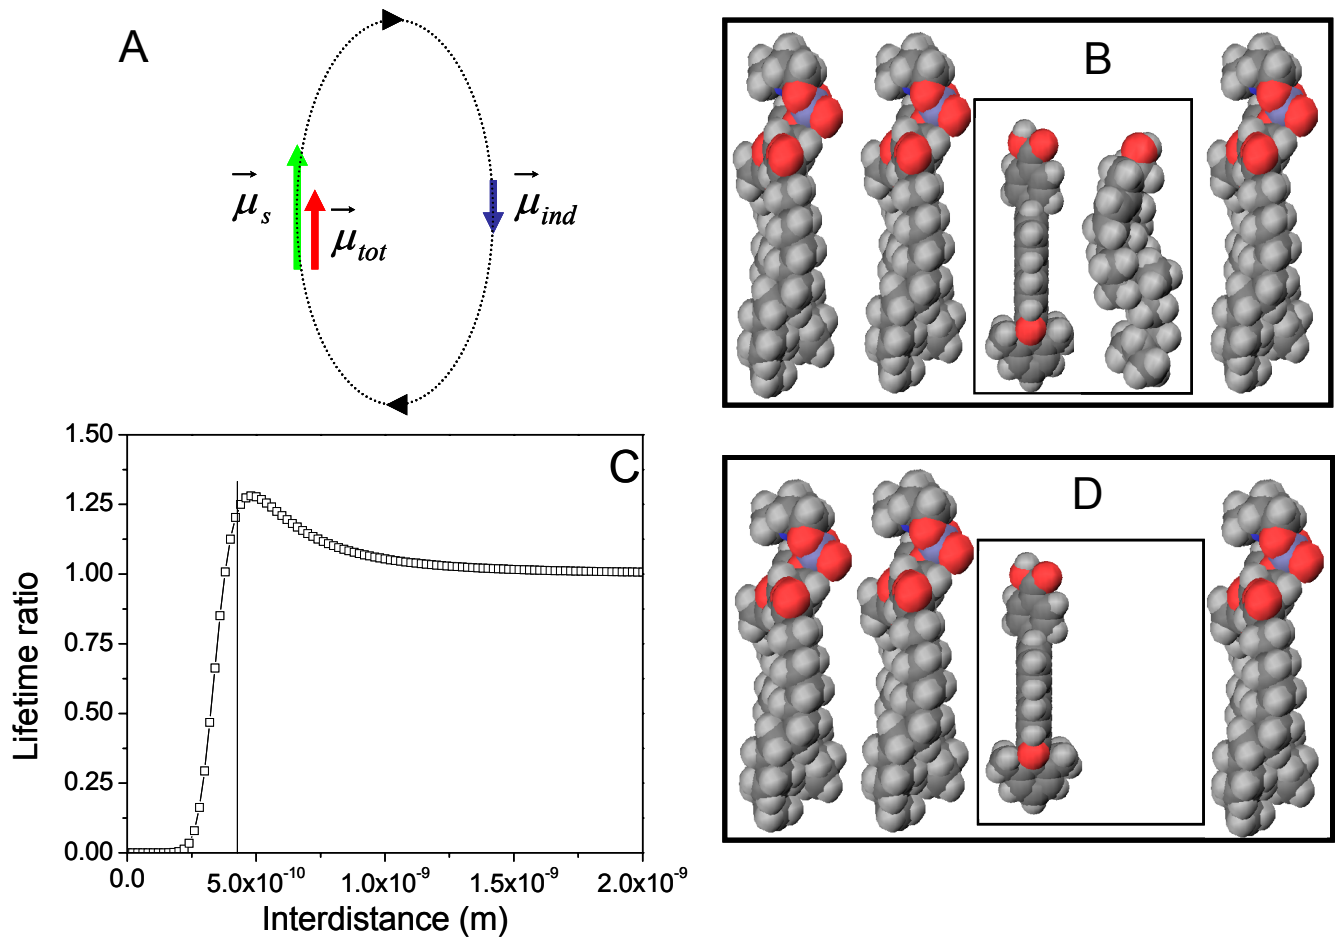 A
B
μs
μtot
μind
C
D
1.50
1.25
1.00
0.75
0.50
0.25
0.00
Lifetime ratio
0.0
5.0x10-10
1.0x10-9
1.5x10-9
2.0x10-9
Interdistance (m)